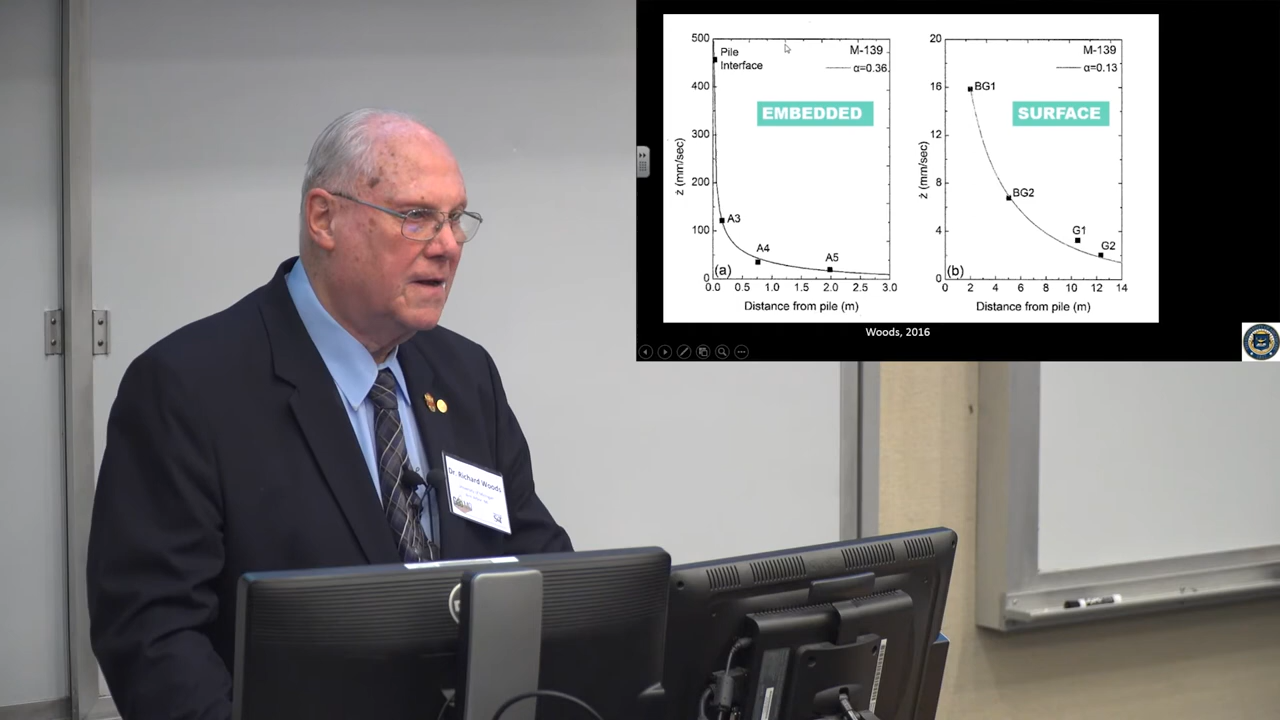 500
400
300
200
100
0
ż (mm/sec)
Pile
Interface
M-139
α=0.36
EMBEDDED
A3
A4
A5
(a)
0.0 0.5 1.0 1.5 2.0 2.5 3.0
Distance from pile (m)
20
16
12
8
4
0
ż (mm/sec)
M-139
α=0.13
SURFACE
BG1
BG2
G1
G2
(b)
0 2 4 6 8 10 12 14
Distance from pile (m)
Woods, 2016
Dr. Richard Woods